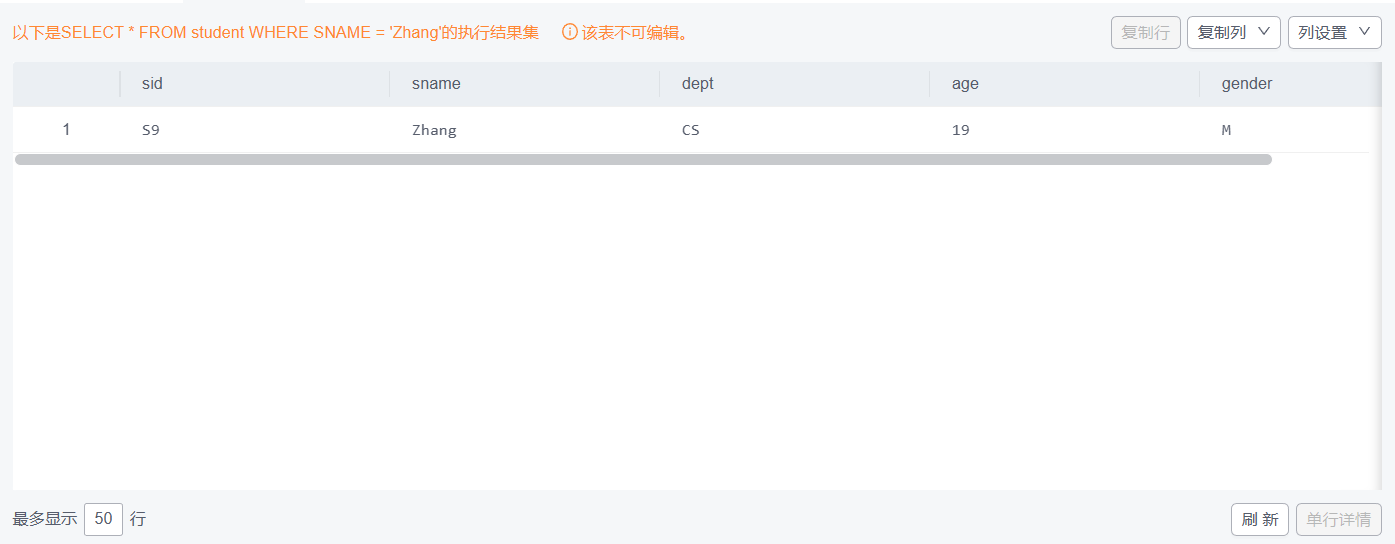 以下是SELECT * FROM student WHERE SNAME = 'Zhang'的执行结果集 该表不可编辑。 复制行 复制列 列设置
sid sname dept age gender
1 S9 Zhang CS 19 M
最多显示 50 行 刷 新 单行详情